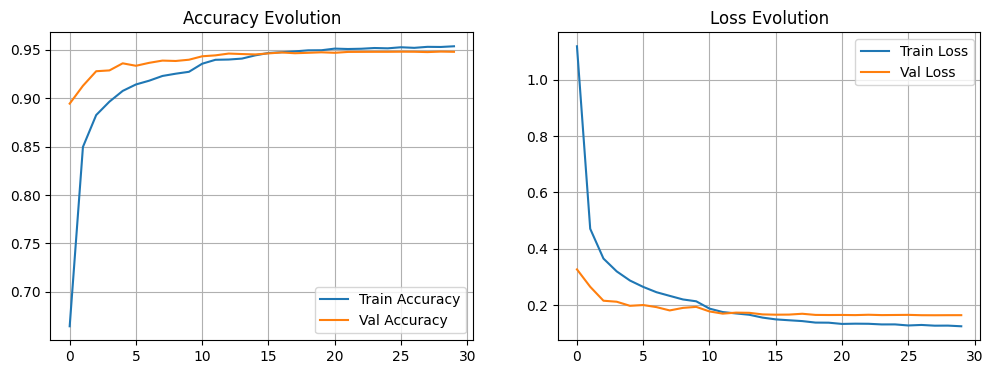 Accuracy Evolution
0.95
0.90
0.85
0.80
0.75
0.70
0 5 10 15 20 25 30
Train Accuracy
Val Accuracy
Loss Evolution
1.0
0.8
0.6
0.4
0.2
0 5 10 15 20 25 30
Train Loss
Val Loss